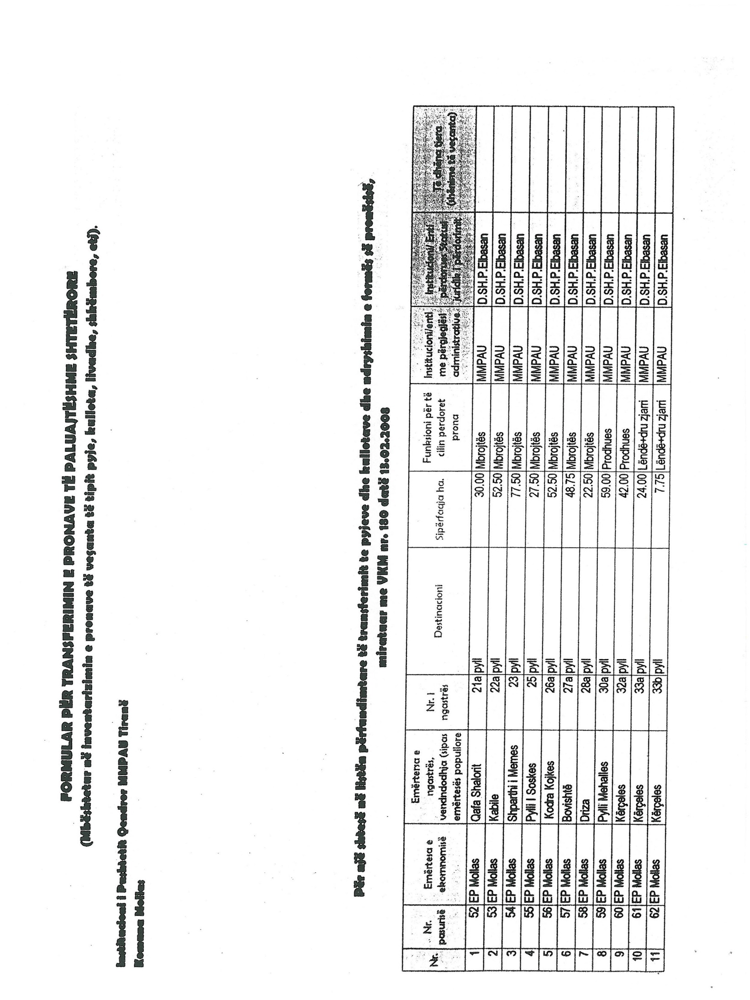 FORMULAR PËR TRANSFERIMIN E PRONAVE TË PALUAJTËSHME SHTETËRORE
(Mbështetur në inventarizimin e pronave të veçanta të tipit pyje, kullota, livadhe, shkëmbore, etj).
Institucioni i Pushtetit Qendror MMPAU Tiranë
Komuna Mollas
Për një shtesë në listën përfundimtare të transferimit te pyjeve dhe kullotave dhe ndryshimin e formës së pronësisë,
miratuar me VKM nr. 180 datë 13.02.2008
Nr. | Nr. pasurisë | Emërtesa e ekomnomisë | Emërtersa e ngastrës, vendndodhja (sipas emërtesës popullore | Nr. i ngastrës | Destinacioni | Sipërfaqja ha. | Funksioni për të cilin perdoret prona | Institucioni/enti me përgjegjësi administrative | Institucioni/ Enti përdorues Statusi juridik i përdorimit | Të dhëna tjera (shënime të veçanta)
1 | 52 | EP Mollas | Qafa Shalorit | 21a | pyll | 30.00 | Mbrojtës | MMPAU | D.SH.P.Elbasan
2 | 53 | EP Mollas | Kabile | 22a | pyll | 52.50 | Mbrojtës | MMPAU | D.SH.P.Elbasan
3 | 54 | EP Mollas | Shparthi i Memes | 23 | pyll | 77.50 | Mbrojtës | MMPAU | D.SH.P.Elbasan
4 | 55 | EP Mollas | Pylli I Soskes | 25 | pyll | 27.50 | Mbrojtës | MMPAU | D.SH.P.Elbasan
5 | 56 | EP Mollas | Kodra Kojkes | 26a | pyll | 52.50 | Mbrojtës | MMPAU | D.SH.P.Elbasan
6 | 57 | EP Mollas | Bovishtë | 27a | pyll | 48.75 | Mbrojtës | MMPAU | D.SH.P.Elbasan
7 | 58 | EP Mollas | Driza | 28a | pyll | 22.50 | Mbrojtës | MMPAU | D.SH.P.Elbasan
8 | 59 | EP Mollas | Pylli Mehalles | 30a | pyll | 59.00 | Prodhues | MMPAU | D.SH.P.Elbasan
9 | 60 | EP Mollas | Kërçeles | 32a | pyll | 42.00 | Prodhues | MMPAU | D.SH.P.Elbasan
10 | 61 | EP Mollas | Kërçeles | 33a | pyll | 24.00 | Lëndë+dru zjarri | MMPAU | D.SH.P.Elbasan
11 | 62 | EP Mollas | Kërçeles | 33b | pyll | 7.75 | Lëndë+dru zjarri | MMPAU | D.SH.P.Elbasan